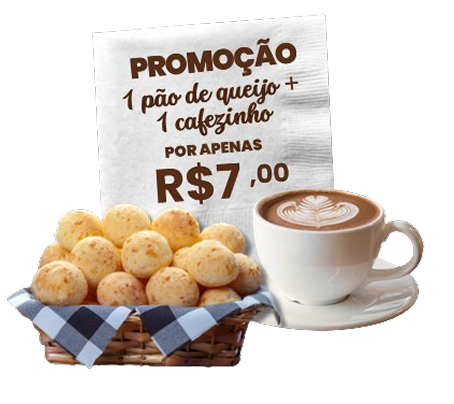 PROMOÇÃO
1 pão de queijo +
1 cafezinho
POR APENAS
R$7,00